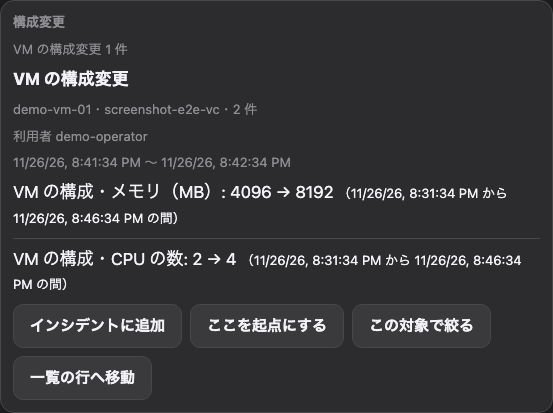 構成変更
VM の構成変更 1 件
VM の構成変更
demo-vm-01・screenshot-e2e-vc・2 件
利用者 demo-operator
11/26/26, 8:41:34 PM ～ 11/26/26, 8:42:34 PM
VM の構成・メモリ（MB）: 4096 → 8192 （11/26/26, 8:31:34 PM から
11/26/26, 8:46:34 PM の間）
VM の構成・CPU の数: 2 → 4 （11/26/26, 8:31:34 PM から 11/26/26, 8:46:34
PM の間）
インシデントに追加 ここを起点にする この対象で絞る
一覧の行へ移動